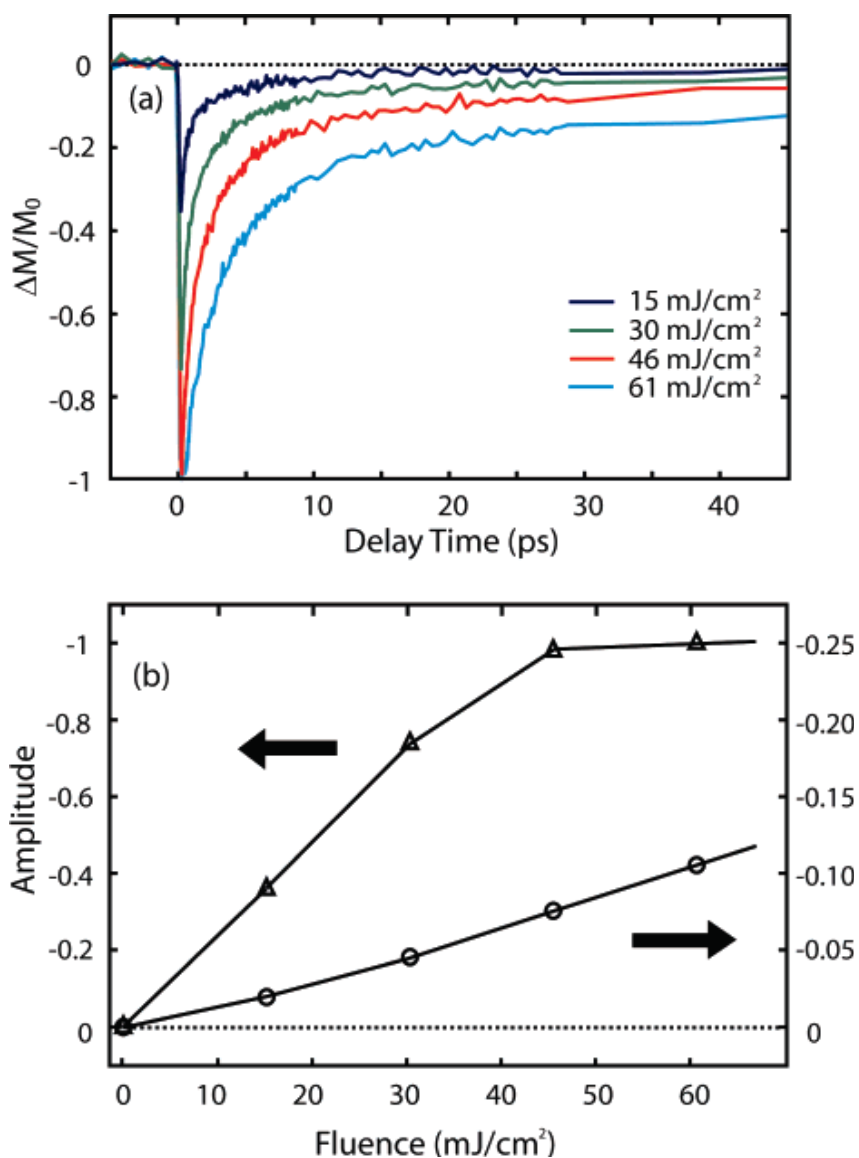 (a)
0
-0.2
-0.4
-0.6
-0.8
-1
ΔM/M₀
15 mJ/cm²
30 mJ/cm²
46 mJ/cm²
61 mJ/cm²
0 10 20 30 40
Delay Time (ps)
(b)
-1
-0.8
-0.6
-0.4
-0.2
0
Amplitude
-0.25
-0.20
-0.15
-0.10
-0.05
0
0 10 20 30 40 50 60
Fluence (mJ/cm²)